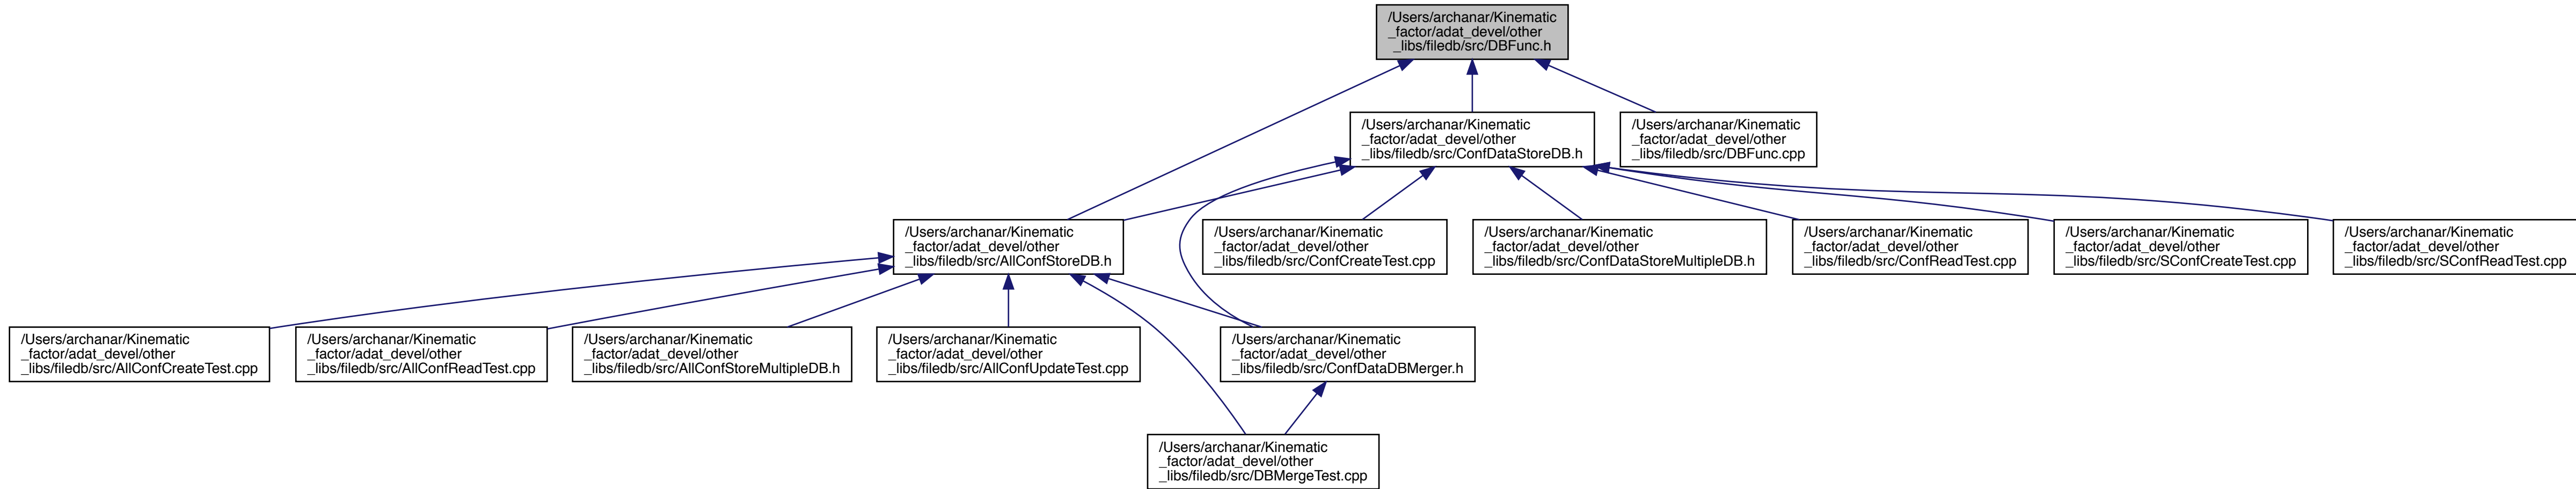 /Users/archanar/Kinematic
_factor/adat_devel/other
_libs/filedb/src/DBFunc.h
/Users/archanar/Kinematic
_factor/adat_devel/other
_libs/filedb/src/ConfDataStoreDB.h
/Users/archanar/Kinematic
_factor/adat_devel/other
_libs/filedb/src/DBFunc.cpp
/Users/archanar/Kinematic
_factor/adat_devel/other
_libs/filedb/src/AllConfStoreDB.h
/Users/archanar/Kinematic
_factor/adat_devel/other
_libs/filedb/src/ConfCreateTest.cpp
/Users/archanar/Kinematic
_factor/adat_devel/other
_libs/filedb/src/ConfDataStoreMultipleDB.h
/Users/archanar/Kinematic
_factor/adat_devel/other
_libs/filedb/src/ConfReadTest.cpp
/Users/archanar/Kinematic
_factor/adat_devel/other
_libs/filedb/src/SConfCreateTest.cpp
/Users/archanar/Kinematic
_factor/adat_devel/other
_libs/filedb/src/SConfReadTest.cpp
/Users/archanar/Kinematic
_factor/adat_devel/other
_libs/filedb/src/AllConfCreateTest.cpp
/Users/archanar/Kinematic
_factor/adat_devel/other
_libs/filedb/src/AllConfReadTest.cpp
/Users/archanar/Kinematic
_factor/adat_devel/other
_libs/filedb/src/AllConfStoreMultipleDB.h
/Users/archanar/Kinematic
_factor/adat_devel/other
_libs/filedb/src/AllConfUpdateTest.cpp
/Users/archanar/Kinematic
_factor/adat_devel/other
_libs/filedb/src/ConfDataDBMerger.h
/Users/archanar/Kinematic
_factor/adat_devel/other
_libs/filedb/src/DBMergeTest.cpp